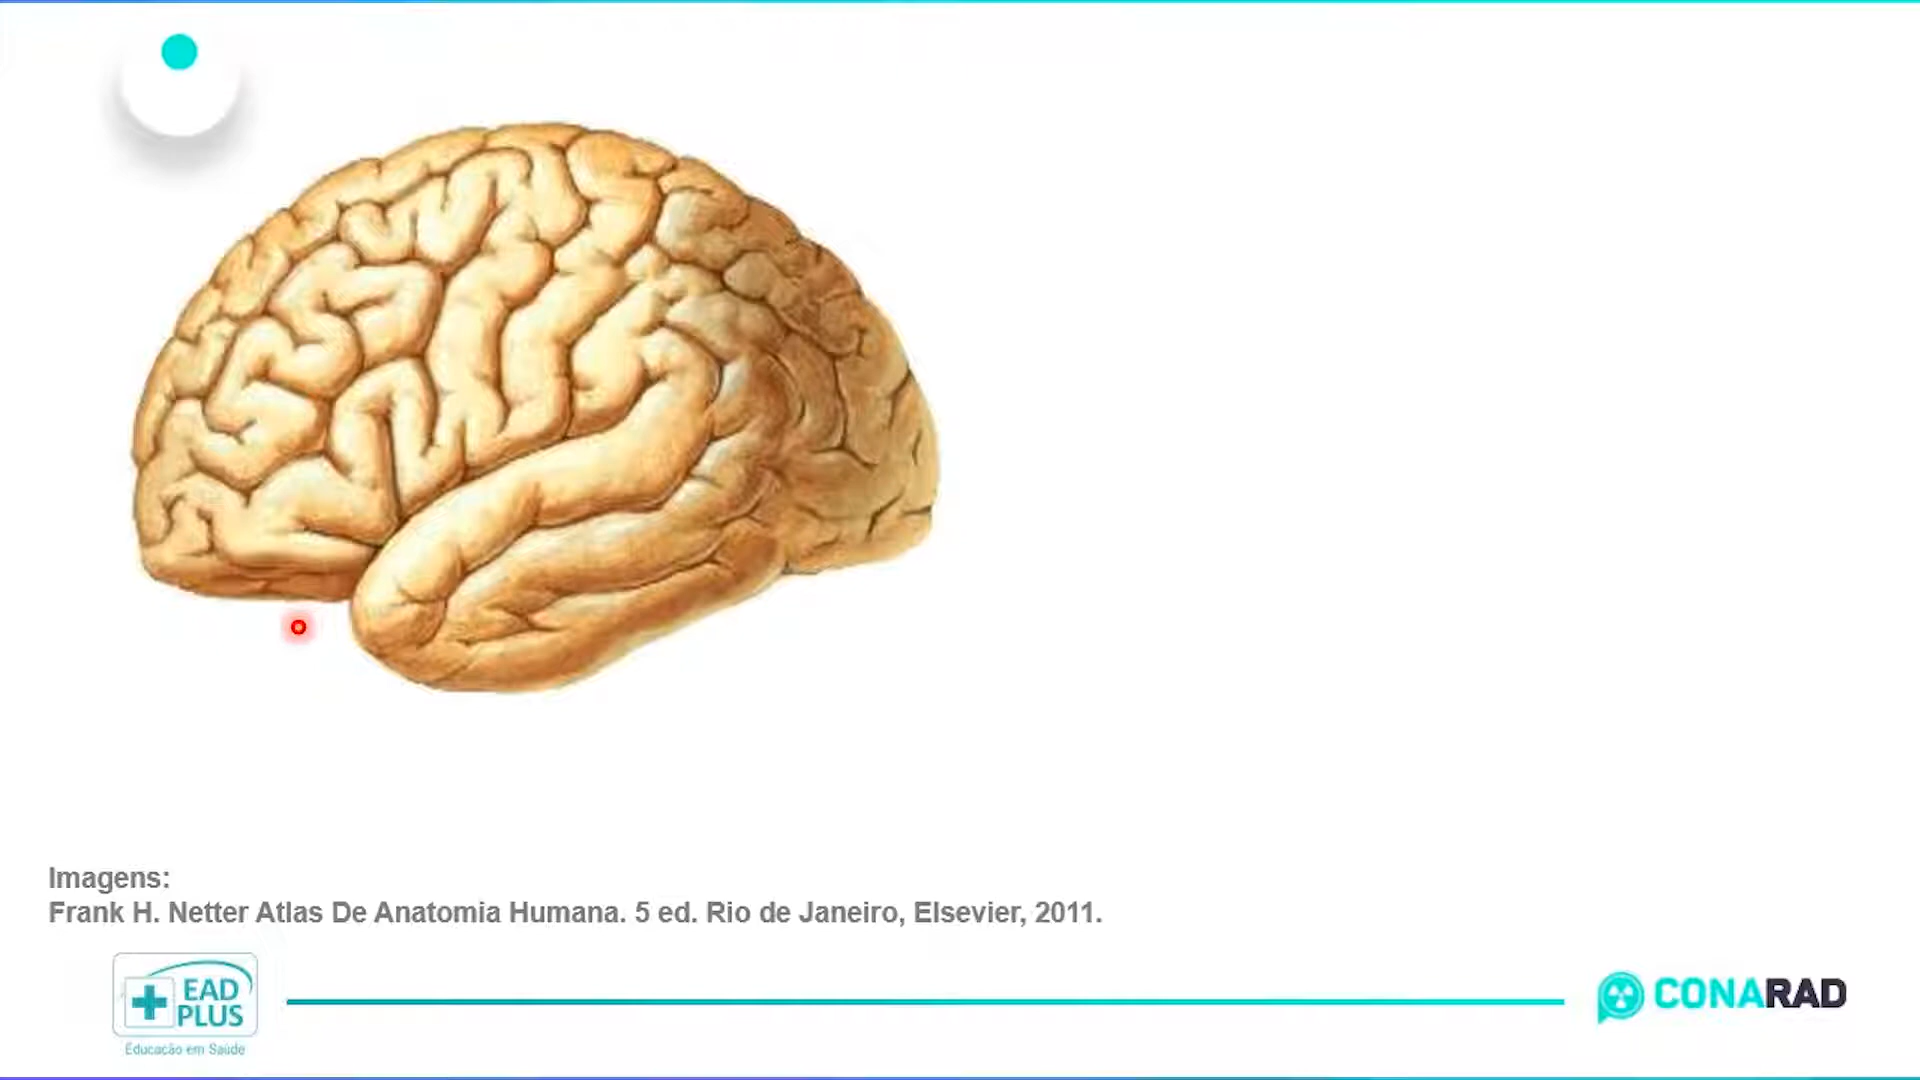 Imagens:
Frank H. Netter Atlas De Anatomia Humana. 5 ed. Rio de Janeiro, Elsevier, 2011.
EAD
PLUS
Educação em Saúde
CONARAD